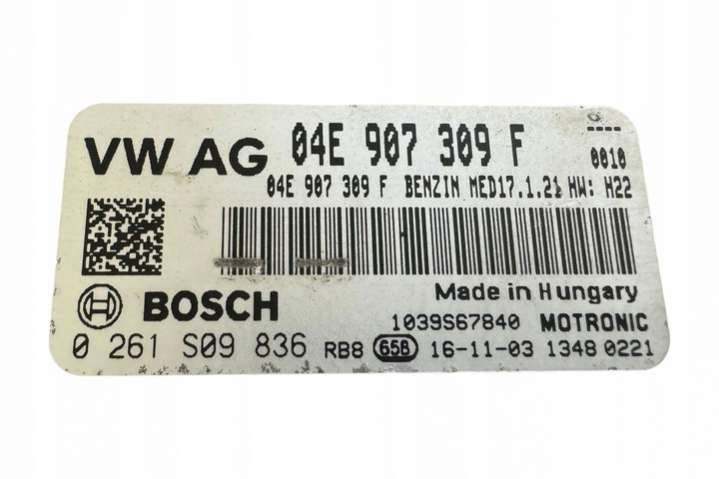 VW AG 04E 907 309 F
----
0010
04E 907 309 F BENZIN MED17.1.21 HW: H22
Made in Hungary
BOSCH 1039S67840 MOTRONIC
0 261 S09 836 RB8 65B 16-11-03 1348 0221